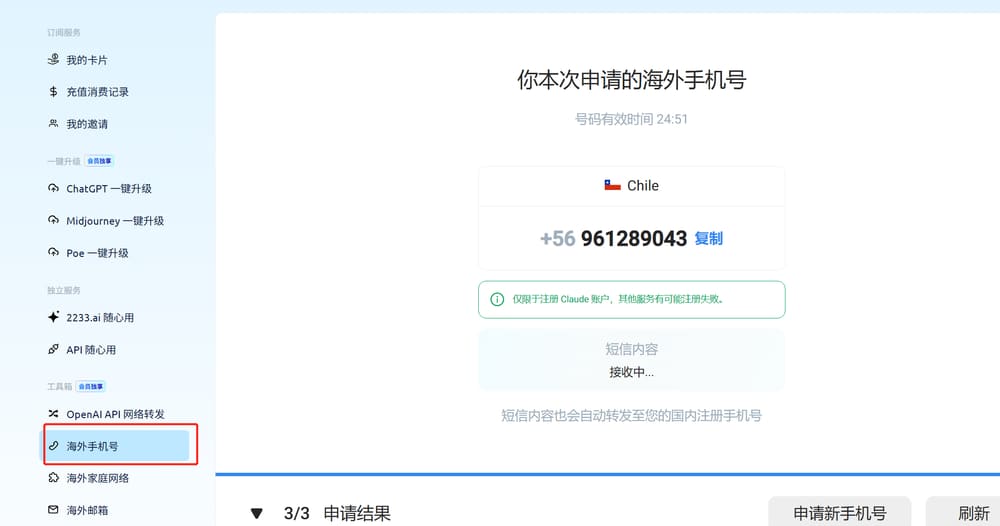 订阅服务
我的卡片
充值消费记录
我的邀请
一键升级 会员独享
ChatGPT 一键升级
Midjourney 一键升级
Poe 一键升级
独立服务
2233.ai 随心用
API 随心用
工具箱 会员独享
OpenAI API 网络转发
海外手机号
海外家庭网络
海外邮箱
你本次申请的海外手机号
号码有效时间 24:51
Chile
+56 961289043 复制
仅限于注册 Claude 账户，其他服务有可能注册失败。
短信内容
接收中...
短信内容也会自动转发至您的国内注册手机号
3/3 申请结果
申请新手机号
刷新